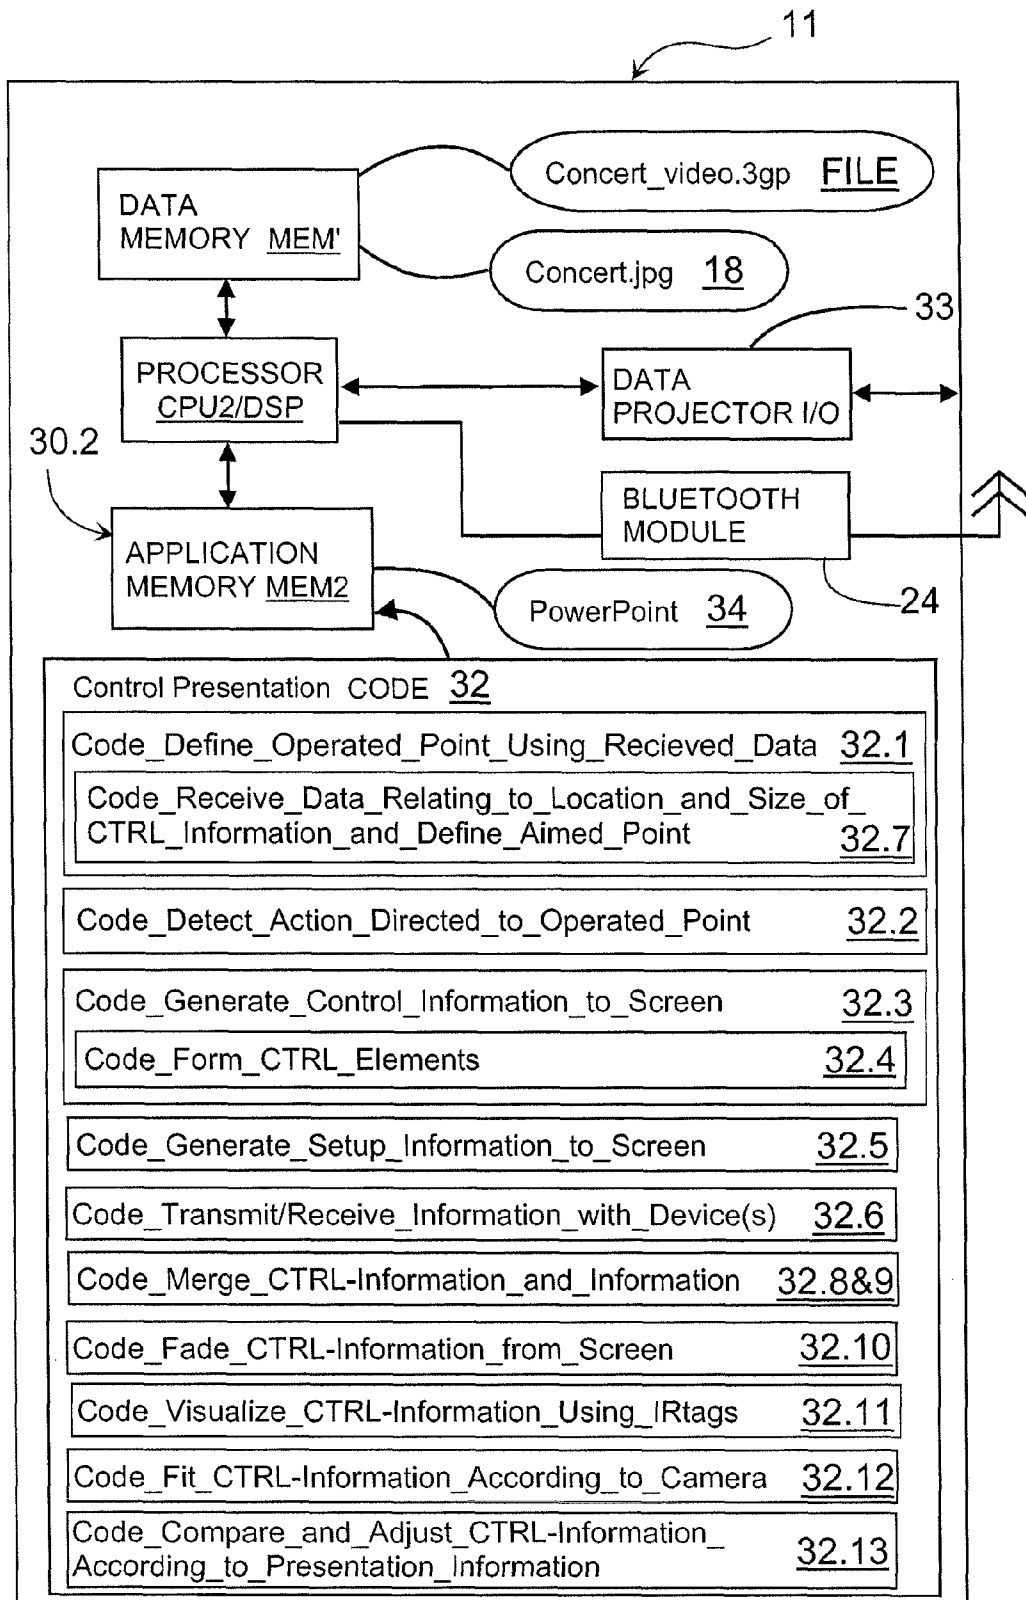 11
DATA
MEMORY MEM'
Concert_video.3gp FILE
Concert.jpg 18
33
PROCESSOR
CPU2/DSP
DATA
PROJECTOR I/O
30.2
BLUETOOTH
MODULE
APPLICATION
MEMORY MEM2
24
PowerPoint 34
Control Presentation CODE 32
Code_Define_Operated_Point_Using_Recieved_Data 32.1
Code_Receive_Data_Relating_to_Location_and_Size_of_
CTRL_Information_and_Define_Aimed_Point 32.7
Code_Detect_Action_Directed_to_Operated_Point 32.2
Code_Generate_Control_Information_to_Screen 32.3
Code_Form_CTRL_Elements 32.4
Code_Generate_Setup_Information_to_Screen 32.5
Code_Transmit/Receive_Information_with_Device(s) 32.6
Code_Merge_CTRL-Information_and_Information 32.8&9
Code_Fade_CTRL-Information_from_Screen 32.10
Code_Visualize_CTRL-Information_Using_IRtags 32.11
Code_Fit_CTRL-Information_According_to_Camera 32.12
Code_Compare_and_Adjust_CTRL-Information_
According_to_Presentation_Information 32.13